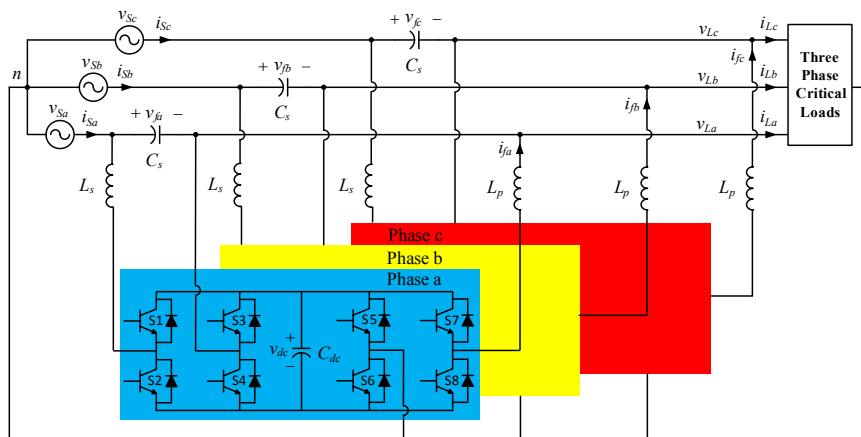 v_Sc
i_Sc
+ v_fc −
C_s
v_Lc
i_Lc
i_fc
n
v_Sb
i_Sb
+ v_fb −
C_s
v_Lb
i_Lb
i_fb
v_Sa
i_Sa
+ v_fa −
C_s
v_La
i_La
i_fa
Three
Phase
Critical
Loads
L_s
L_s
L_s
L_p
L_p
L_p
Phase c
Phase b
Phase a
S1
S3
S5
S7
+
v_dc
−
C_dc
S2
S4
S6
S8